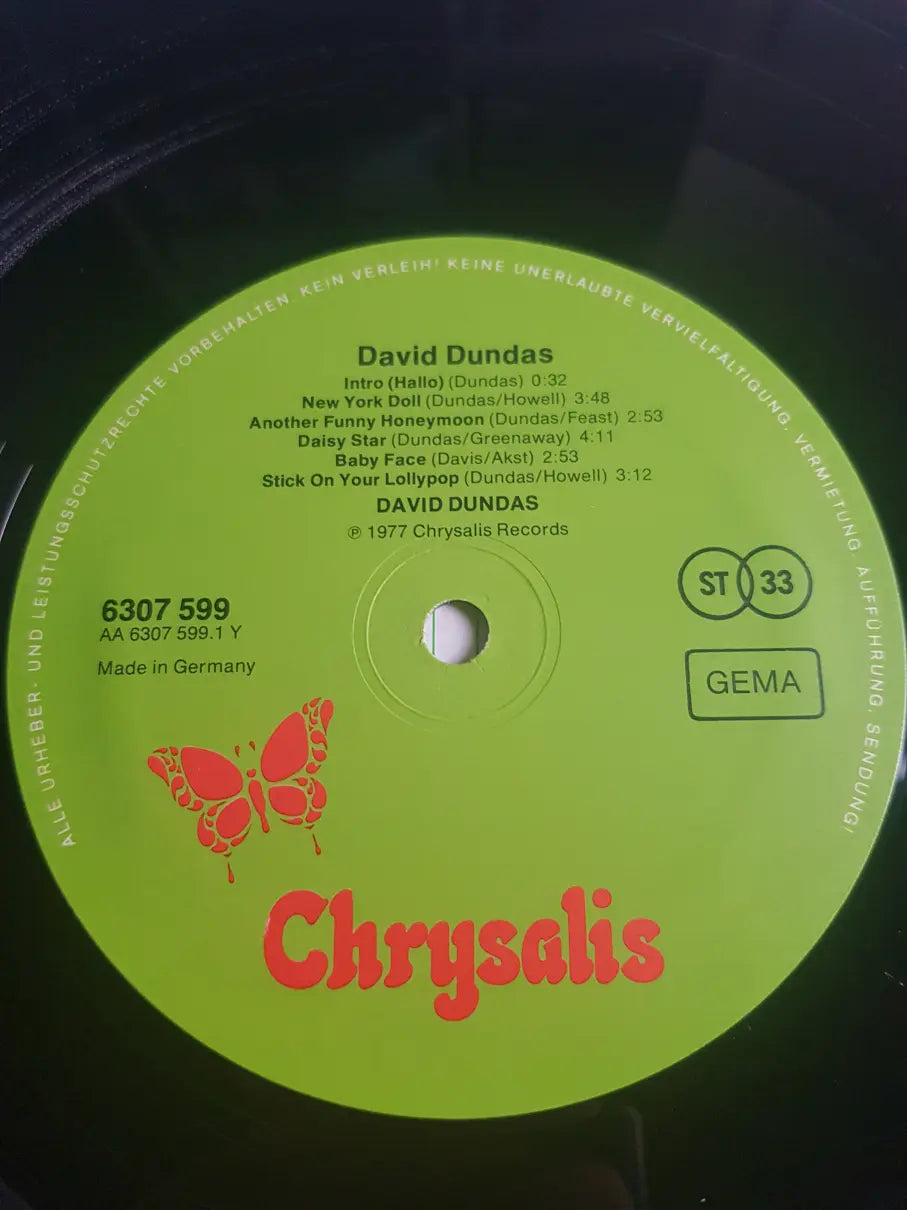 ALLE URHEBER- UND LEISTUNGSSCHUTZRECHTE VORBEHALTEN. KEIN VERLEIH! KEINE UNERLAUBTE VERVIELFÄLTIGUNG, VERMIETUNG, AUFFÜHRUNG, SENDUNG!
David Dundas
Intro (Hallo) (Dundas) 0:32
New York Doll (Dundas/Howell) 3:48
Another Funny Honeymoon (Dundas/Feast) 2:53
Daisy Star (Dundas/Greenaway) 4:11
Baby Face (Davis/Akst) 2:53
Stick On Your Lollypop (Dundas/Howell) 3:12
DAVID DUNDAS
℗ 1977 Chrysalis Records
6307 599
AA 6307 599.1 Y
Made in Germany
ST 33
GEMA
Chrysalis